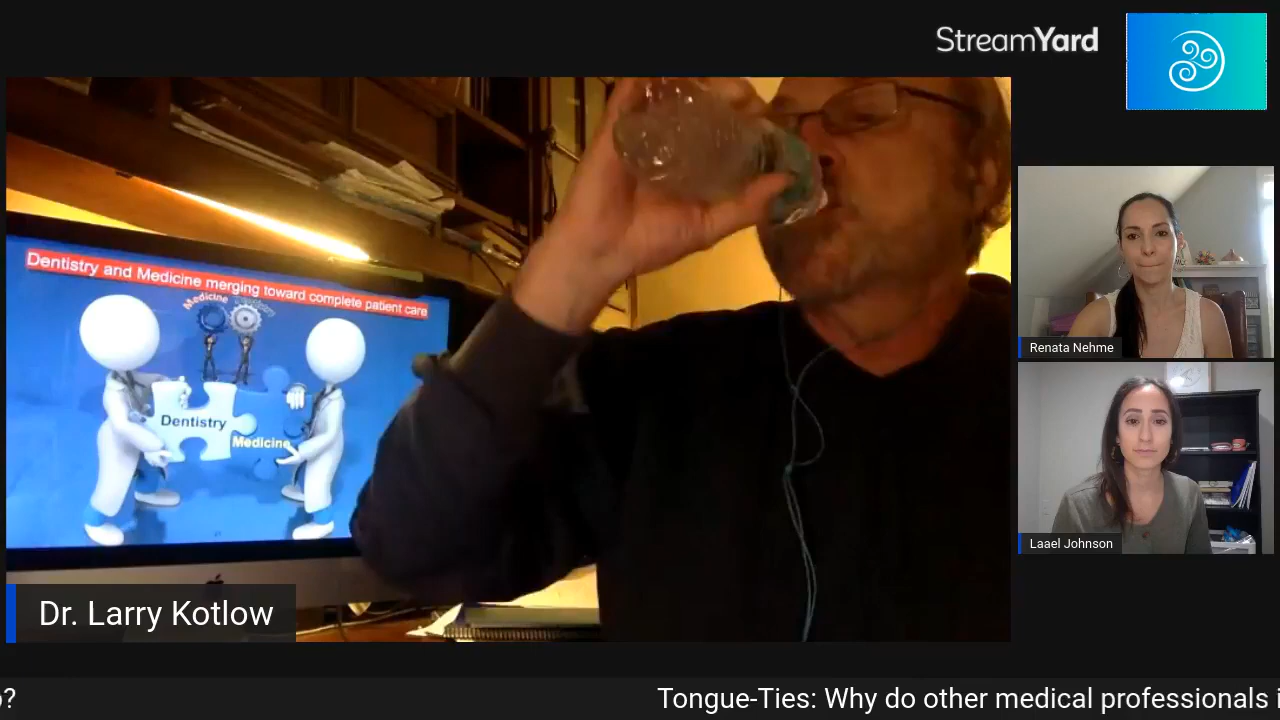 StreamYard
Dentistry and Medicine merging toward complete patient care
Medicine
Dentistry
Medicine
Renata Nehme
Laael Johnson
Dr. Larry Kotlow
?
Tongue-Ties: Why do other medical professionals